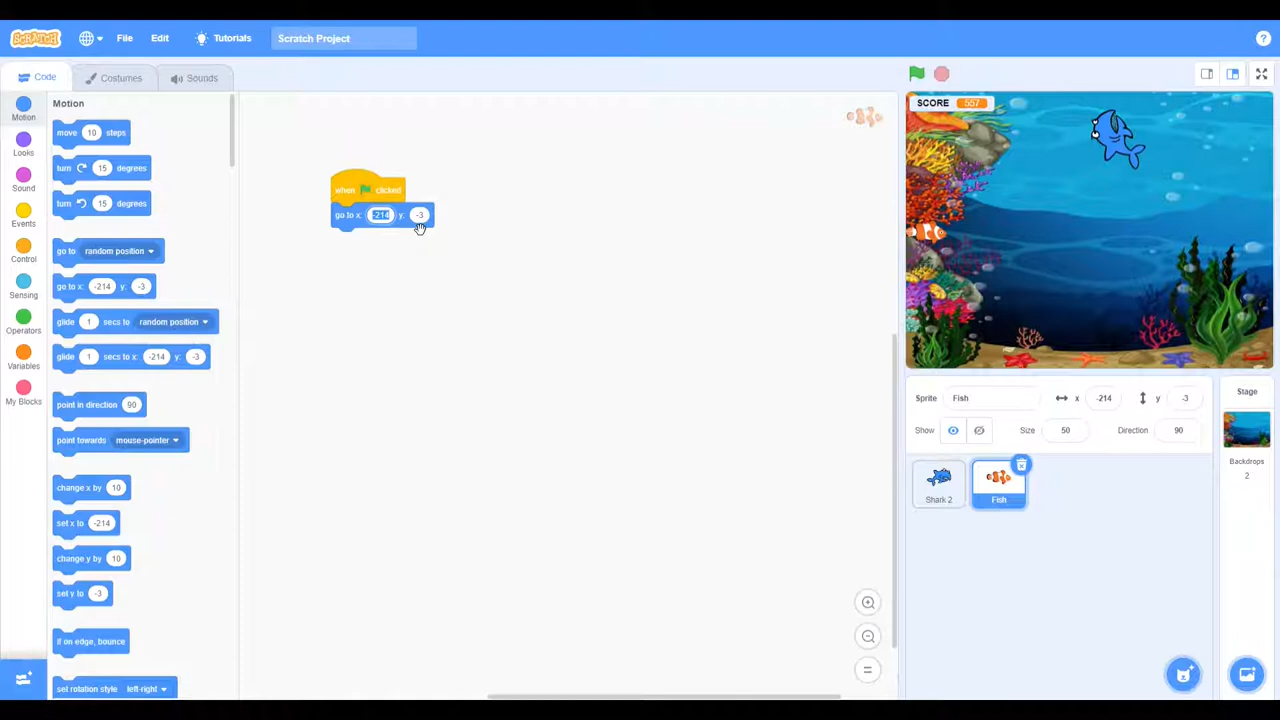 SCRATCH
File
Edit
Tutorials
Scratch Project
?
Code
Costumes
Sounds
Motion
Looks
Sound
Events
Control
Sensing
Operators
Variables
My Blocks
Motion
move 10 steps
turn 15 degrees
turn 15 degrees
go to random position
go to x: -214 y: -3
glide 1 secs to random position
glide 1 secs to x: -214 y: -3
point in direction 90
point towards mouse-pointer
change x by 10
set x to -214
change y by 10
set y to -3
if on edge, bounce
set rotation style left-right
when clicked
go to x: -214 y: -3
SCORE 557
Sprite Fish x -214 y -3
Show Size 50 Direction 90
Shark 2
Fish
Stage
Backdrops
2